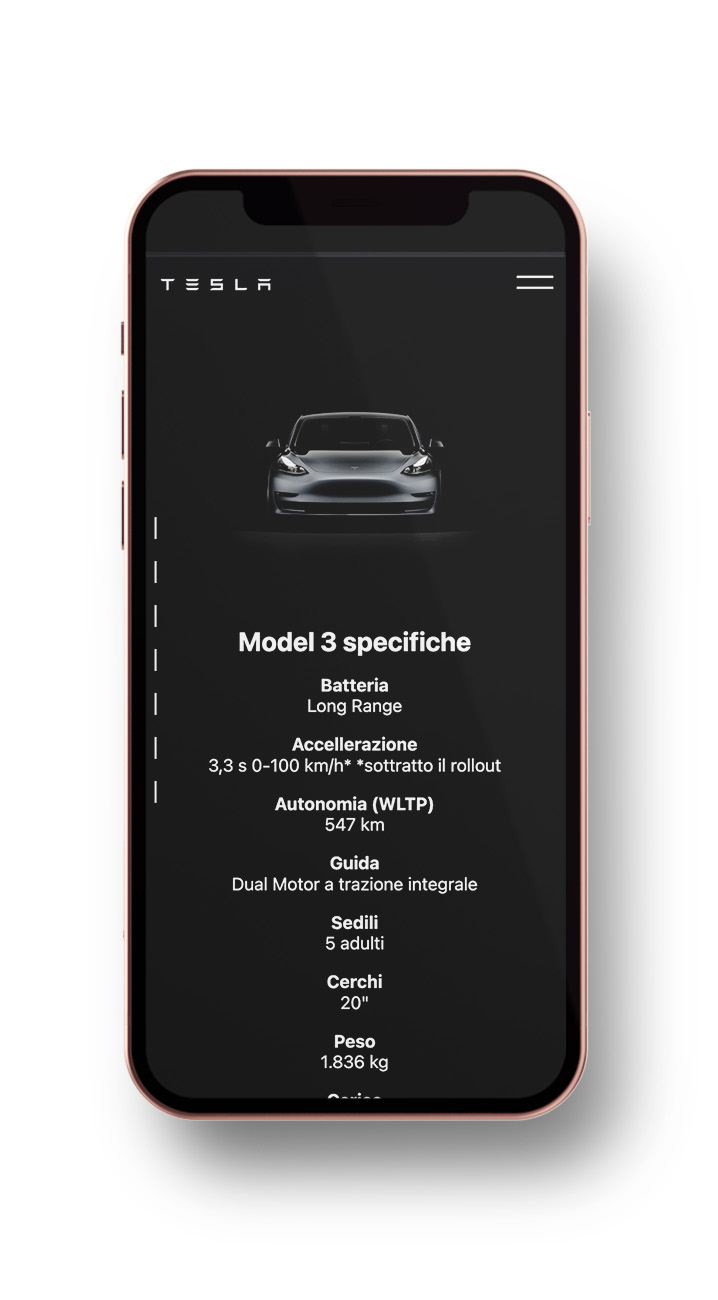 TESLA
Model 3 specifiche
Batteria
Long Range
Accellerazione
3,3 s 0-100 km/h* *sottratto il rollout
Autonomia (WLTP)
547 km
Guida
Dual Motor a trazione integrale
Sedili
5 adulti
Cerchi
20"
Peso
1.836 kg